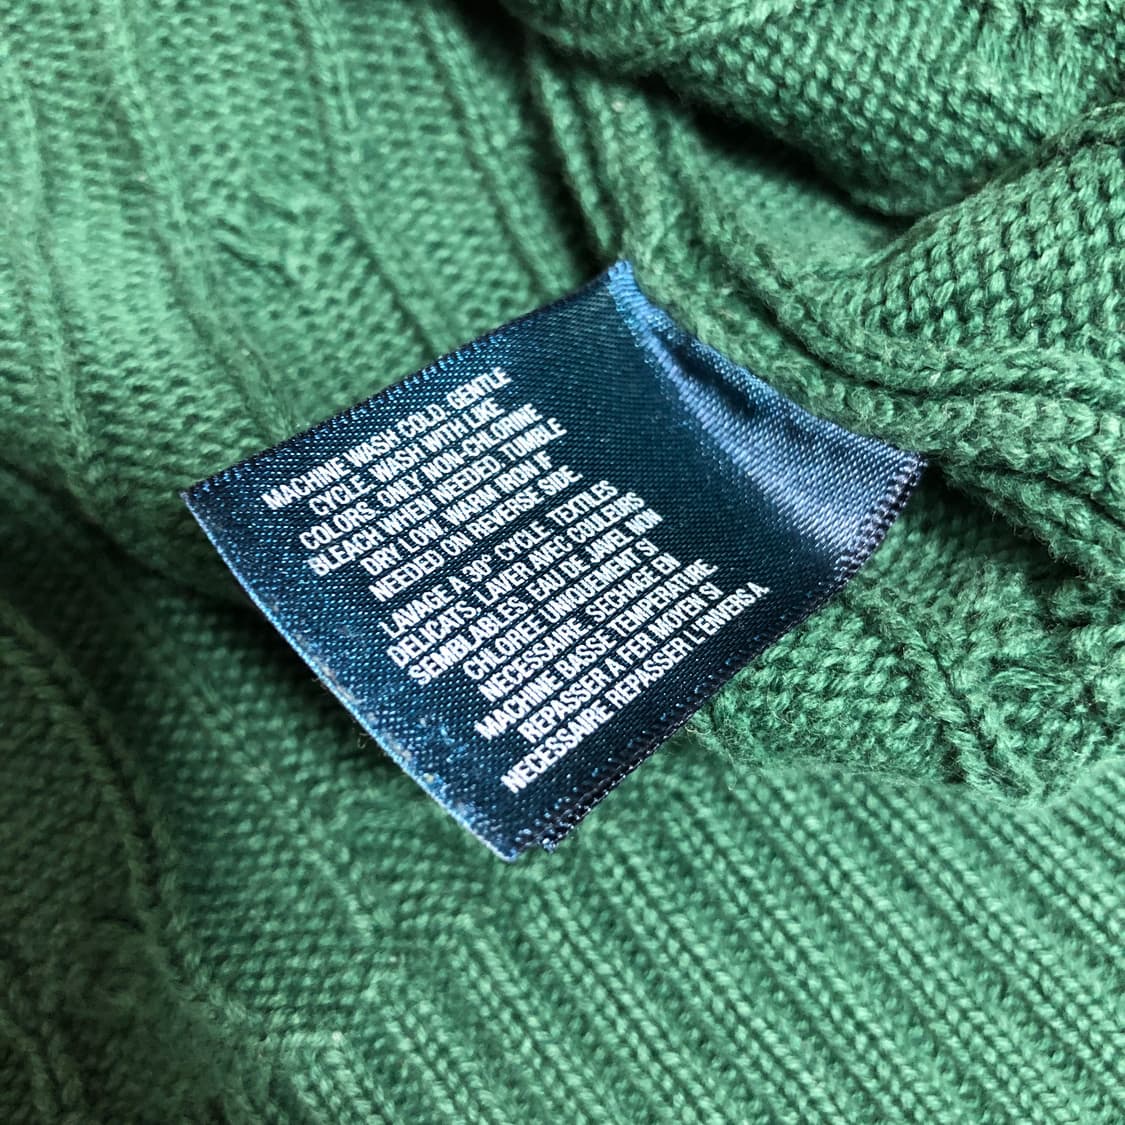 MACHINE WASH COLD. GENTLE
CYCLE. WASH WITH LIKE
COLORS. ONLY NON-CHLORINE
BLEACH WHEN NEEDED. TUMBLE
DRY LOW. WARM IRON IF
NEEDED ON REVERSE SIDE
LAVAGE A 30° CYCLE TEXTILES
DELICATS. LAVER AVEC COULEURS
SEMBLABLES. EAU DE JAVEL NON
CHLOREE UNIQUEMENT SI
NECESSAIRE. SECHAGE EN
MACHINE BASSE TEMPERATURE
REPASSER A FER MOYEN SI
NECESSAIRE REPASSER L'ENVERS A